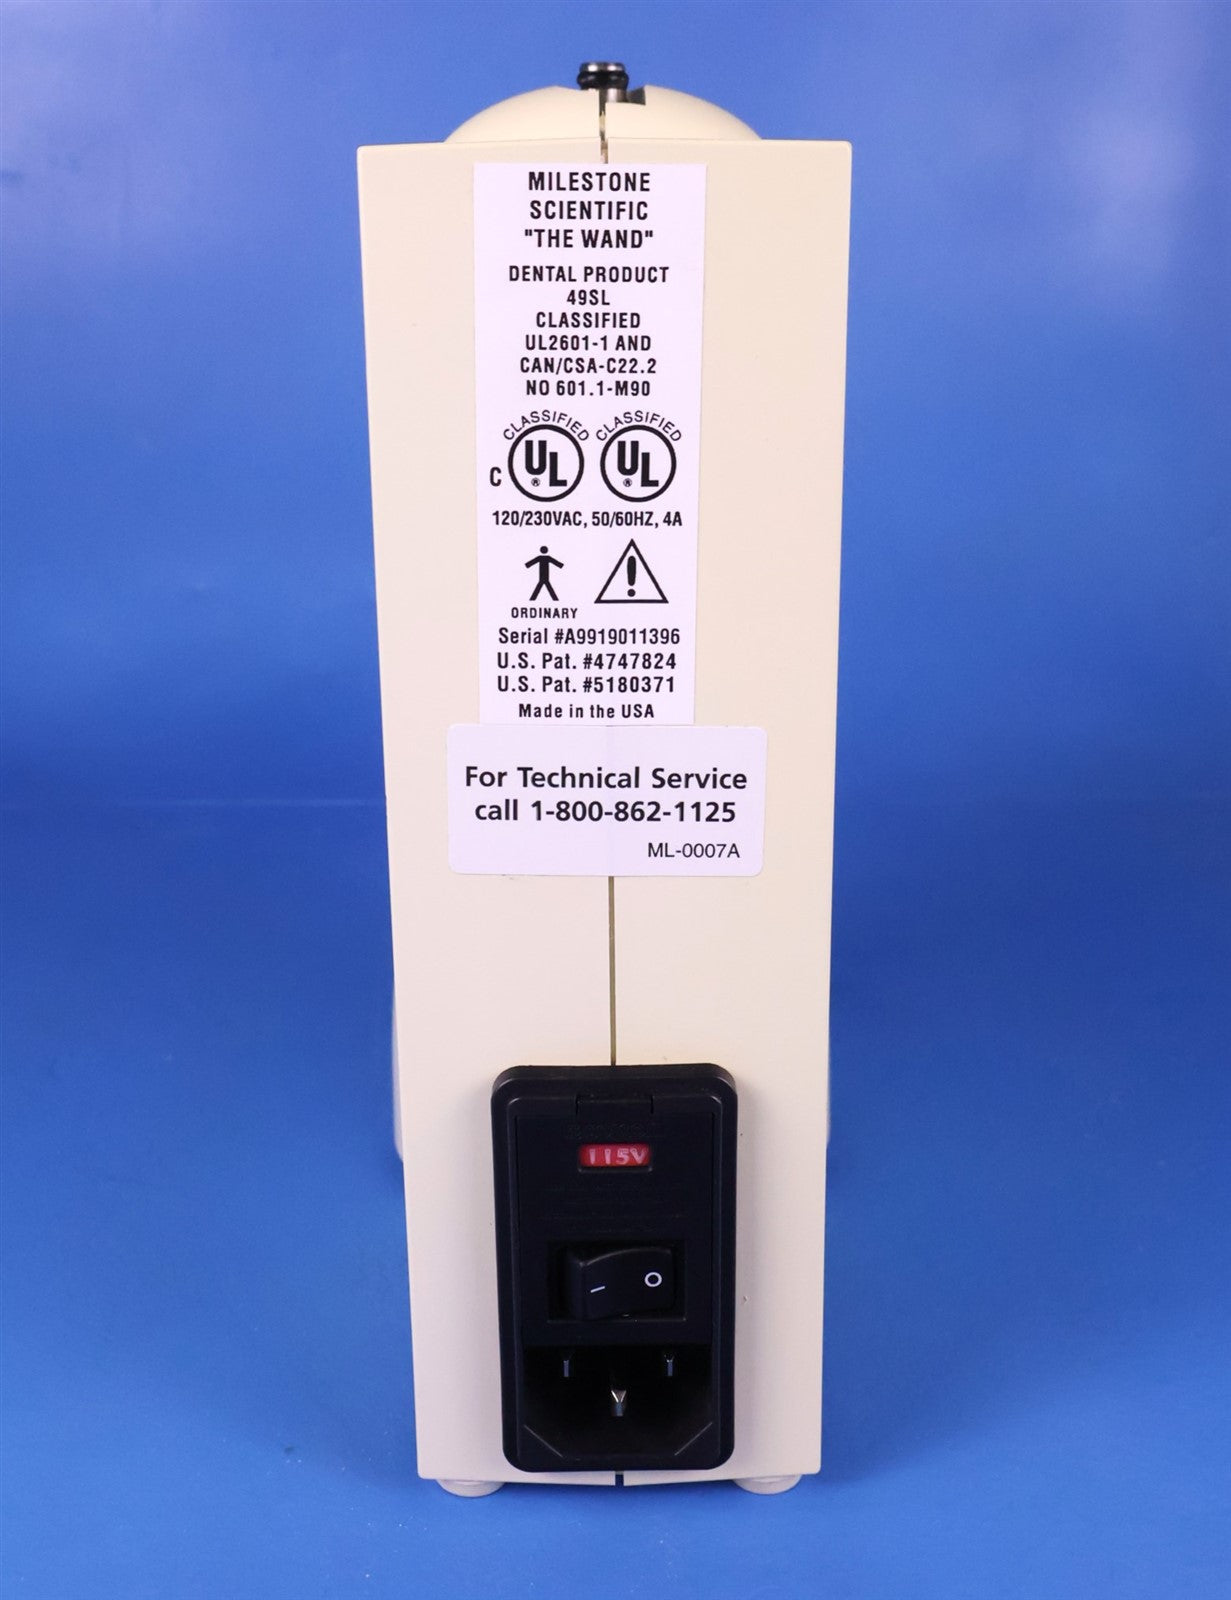 MILESTONE
SCIENTIFIC
"THE WAND"
DENTAL PRODUCT
49SL
CLASSIFIED
UL2601-1 AND
CAN/CSA-C22.2
NO 601.1-M90
CLASSIFIED CLASSIFIED
C UL® UL®
120/230VAC, 50/60HZ, 4A
ORDINARY
Serial #A9919011396
U.S. Pat. #4747824
U.S. Pat. #5180371
Made in the USA
For Technical Service
call 1-800-862-1125
ML-0007A
115V